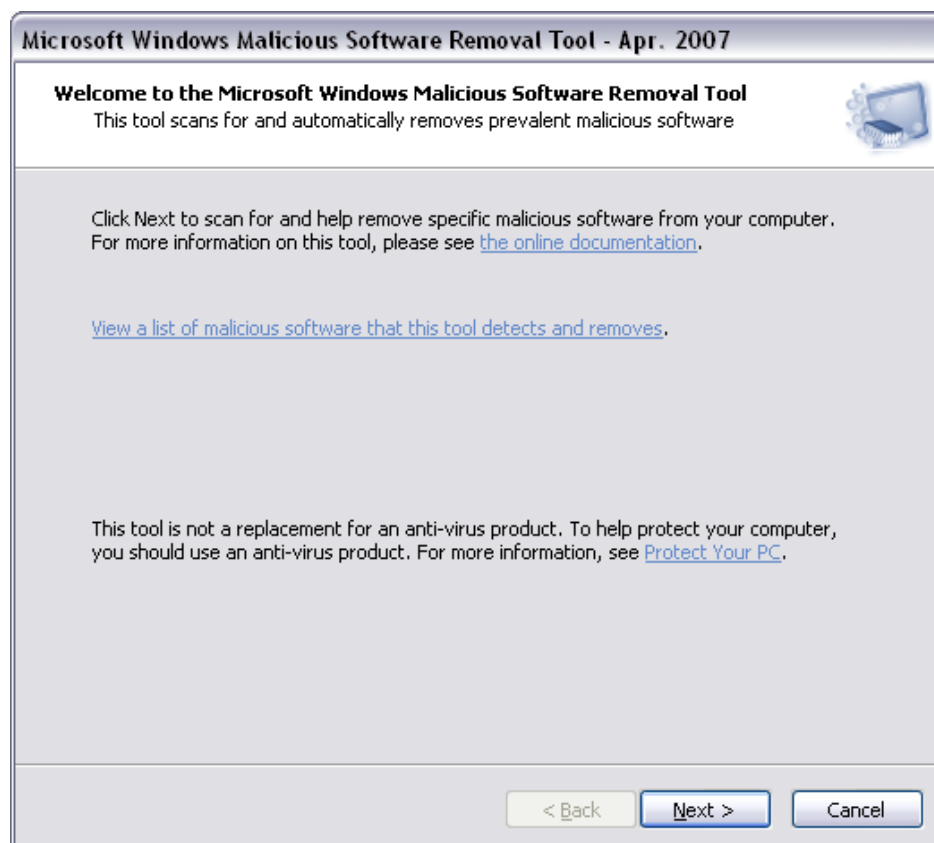 Microsoft Windows Malicious Software Removal Tool - Apr. 2007
Welcome to the Microsoft Windows Malicious Software Removal Tool
This tool scans for and automatically removes prevalent malicious software
Click Next to scan for and help remove specific malicious software from your computer.
For more information on this tool, please see the online documentation.
View a list of malicious software that this tool detects and removes.
This tool is not a replacement for an anti-virus product. To help protect your computer,
you should use an anti-virus product. For more information, see Protect Your PC.
< Back Next > Cancel